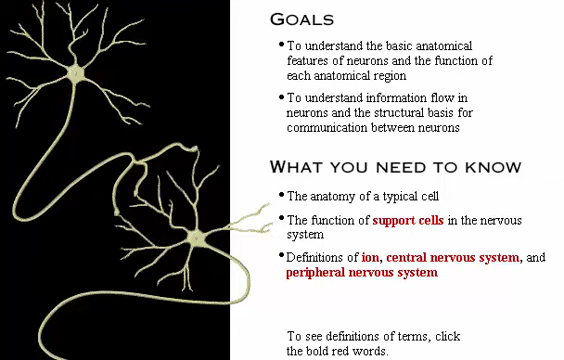 GOALS
• To understand the basic anatomical
features of neurons and the function of
each anatomical region
• To understand information flow in
neurons and the structural basis for
communication between neurons
WHAT YOU NEED TO KNOW
• The anatomy of a typical cell
• The function of support cells in the nervous
system
• Definitions of ion, central nervous system, and
peripheral nervous system
To see definitions of terms, click
the bold red words.